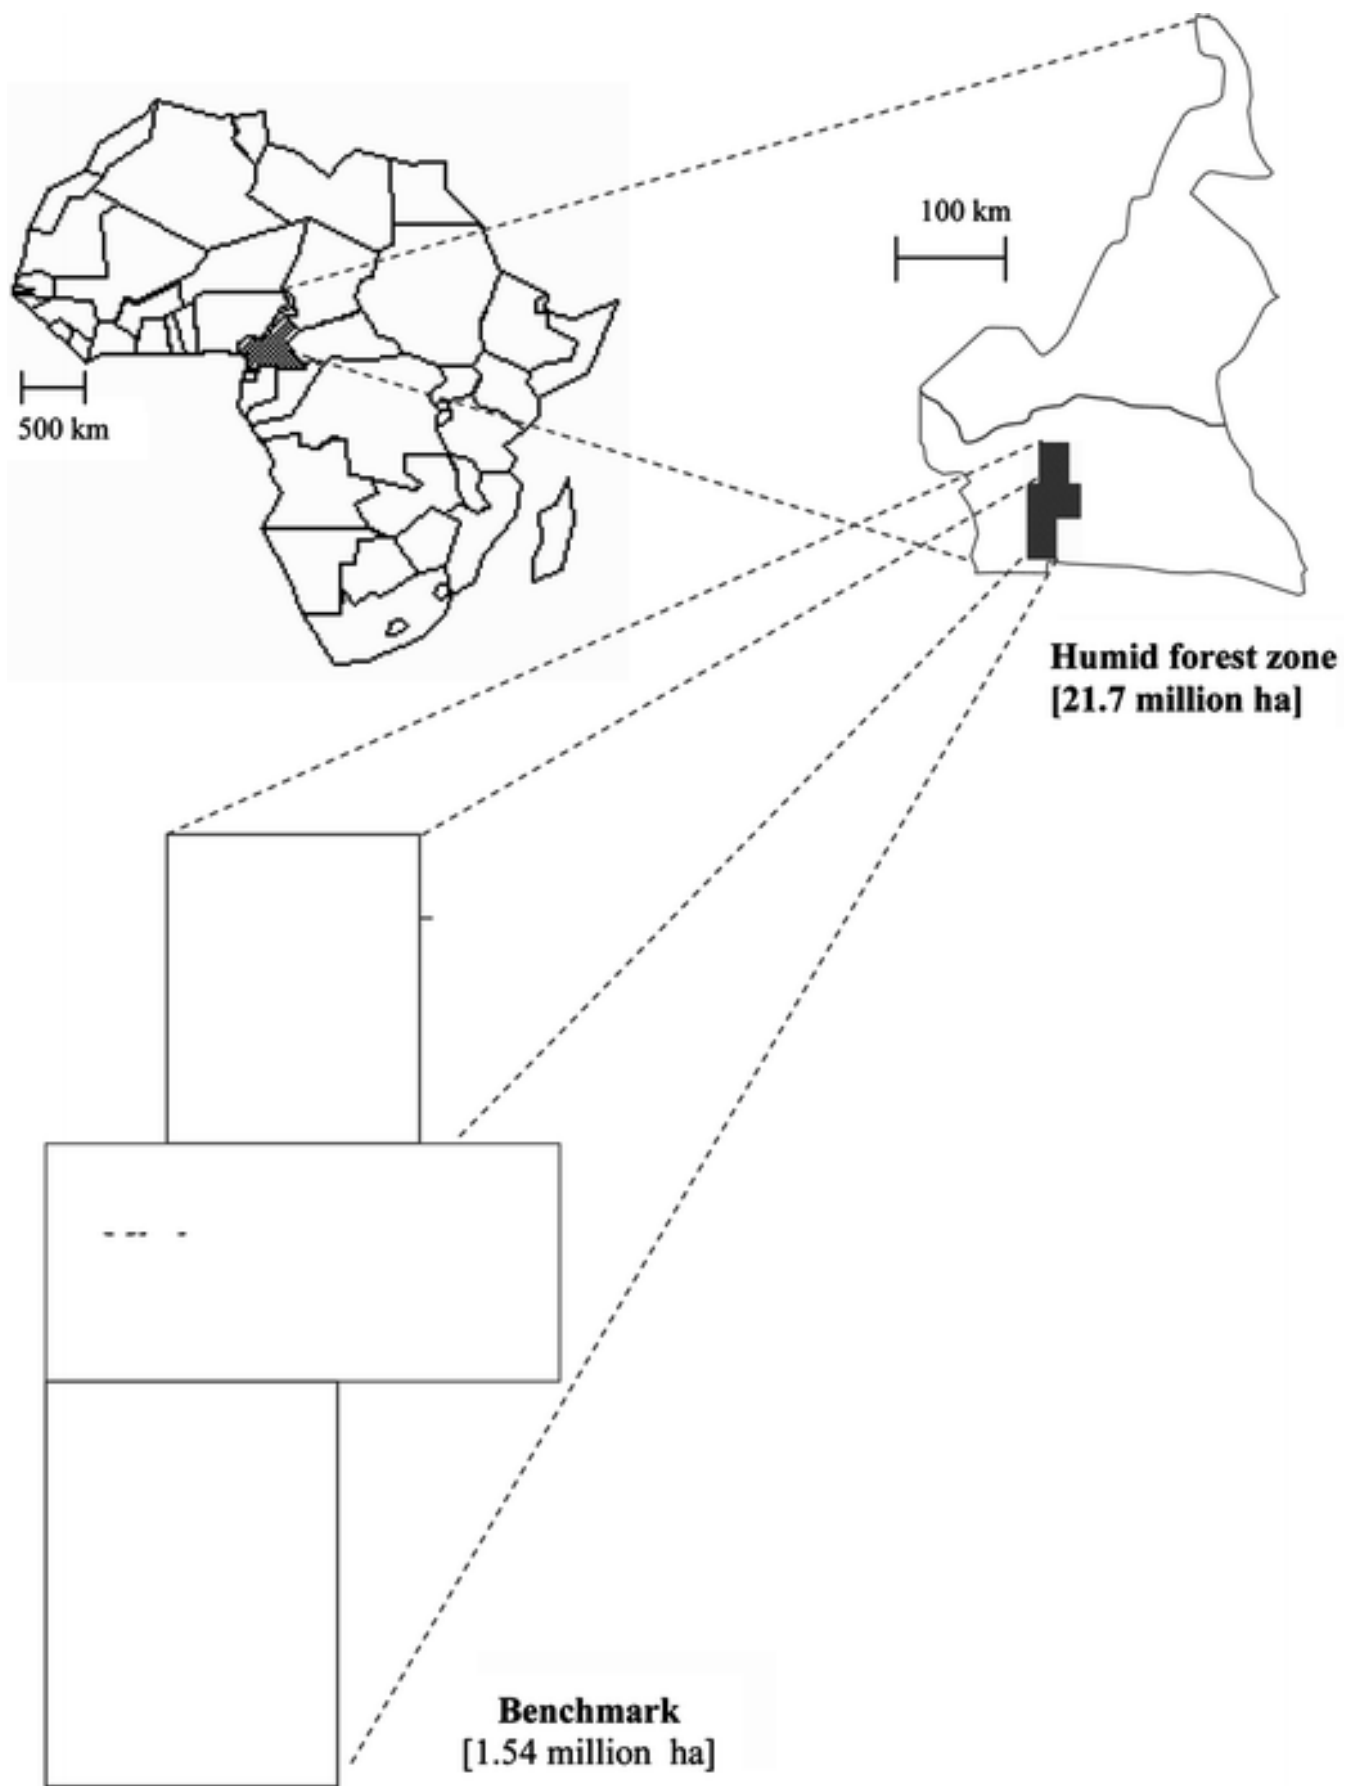 100 km
500 km
Humid forest zone
[21.7 million ha]
Benchmark
[1.54 million ha]